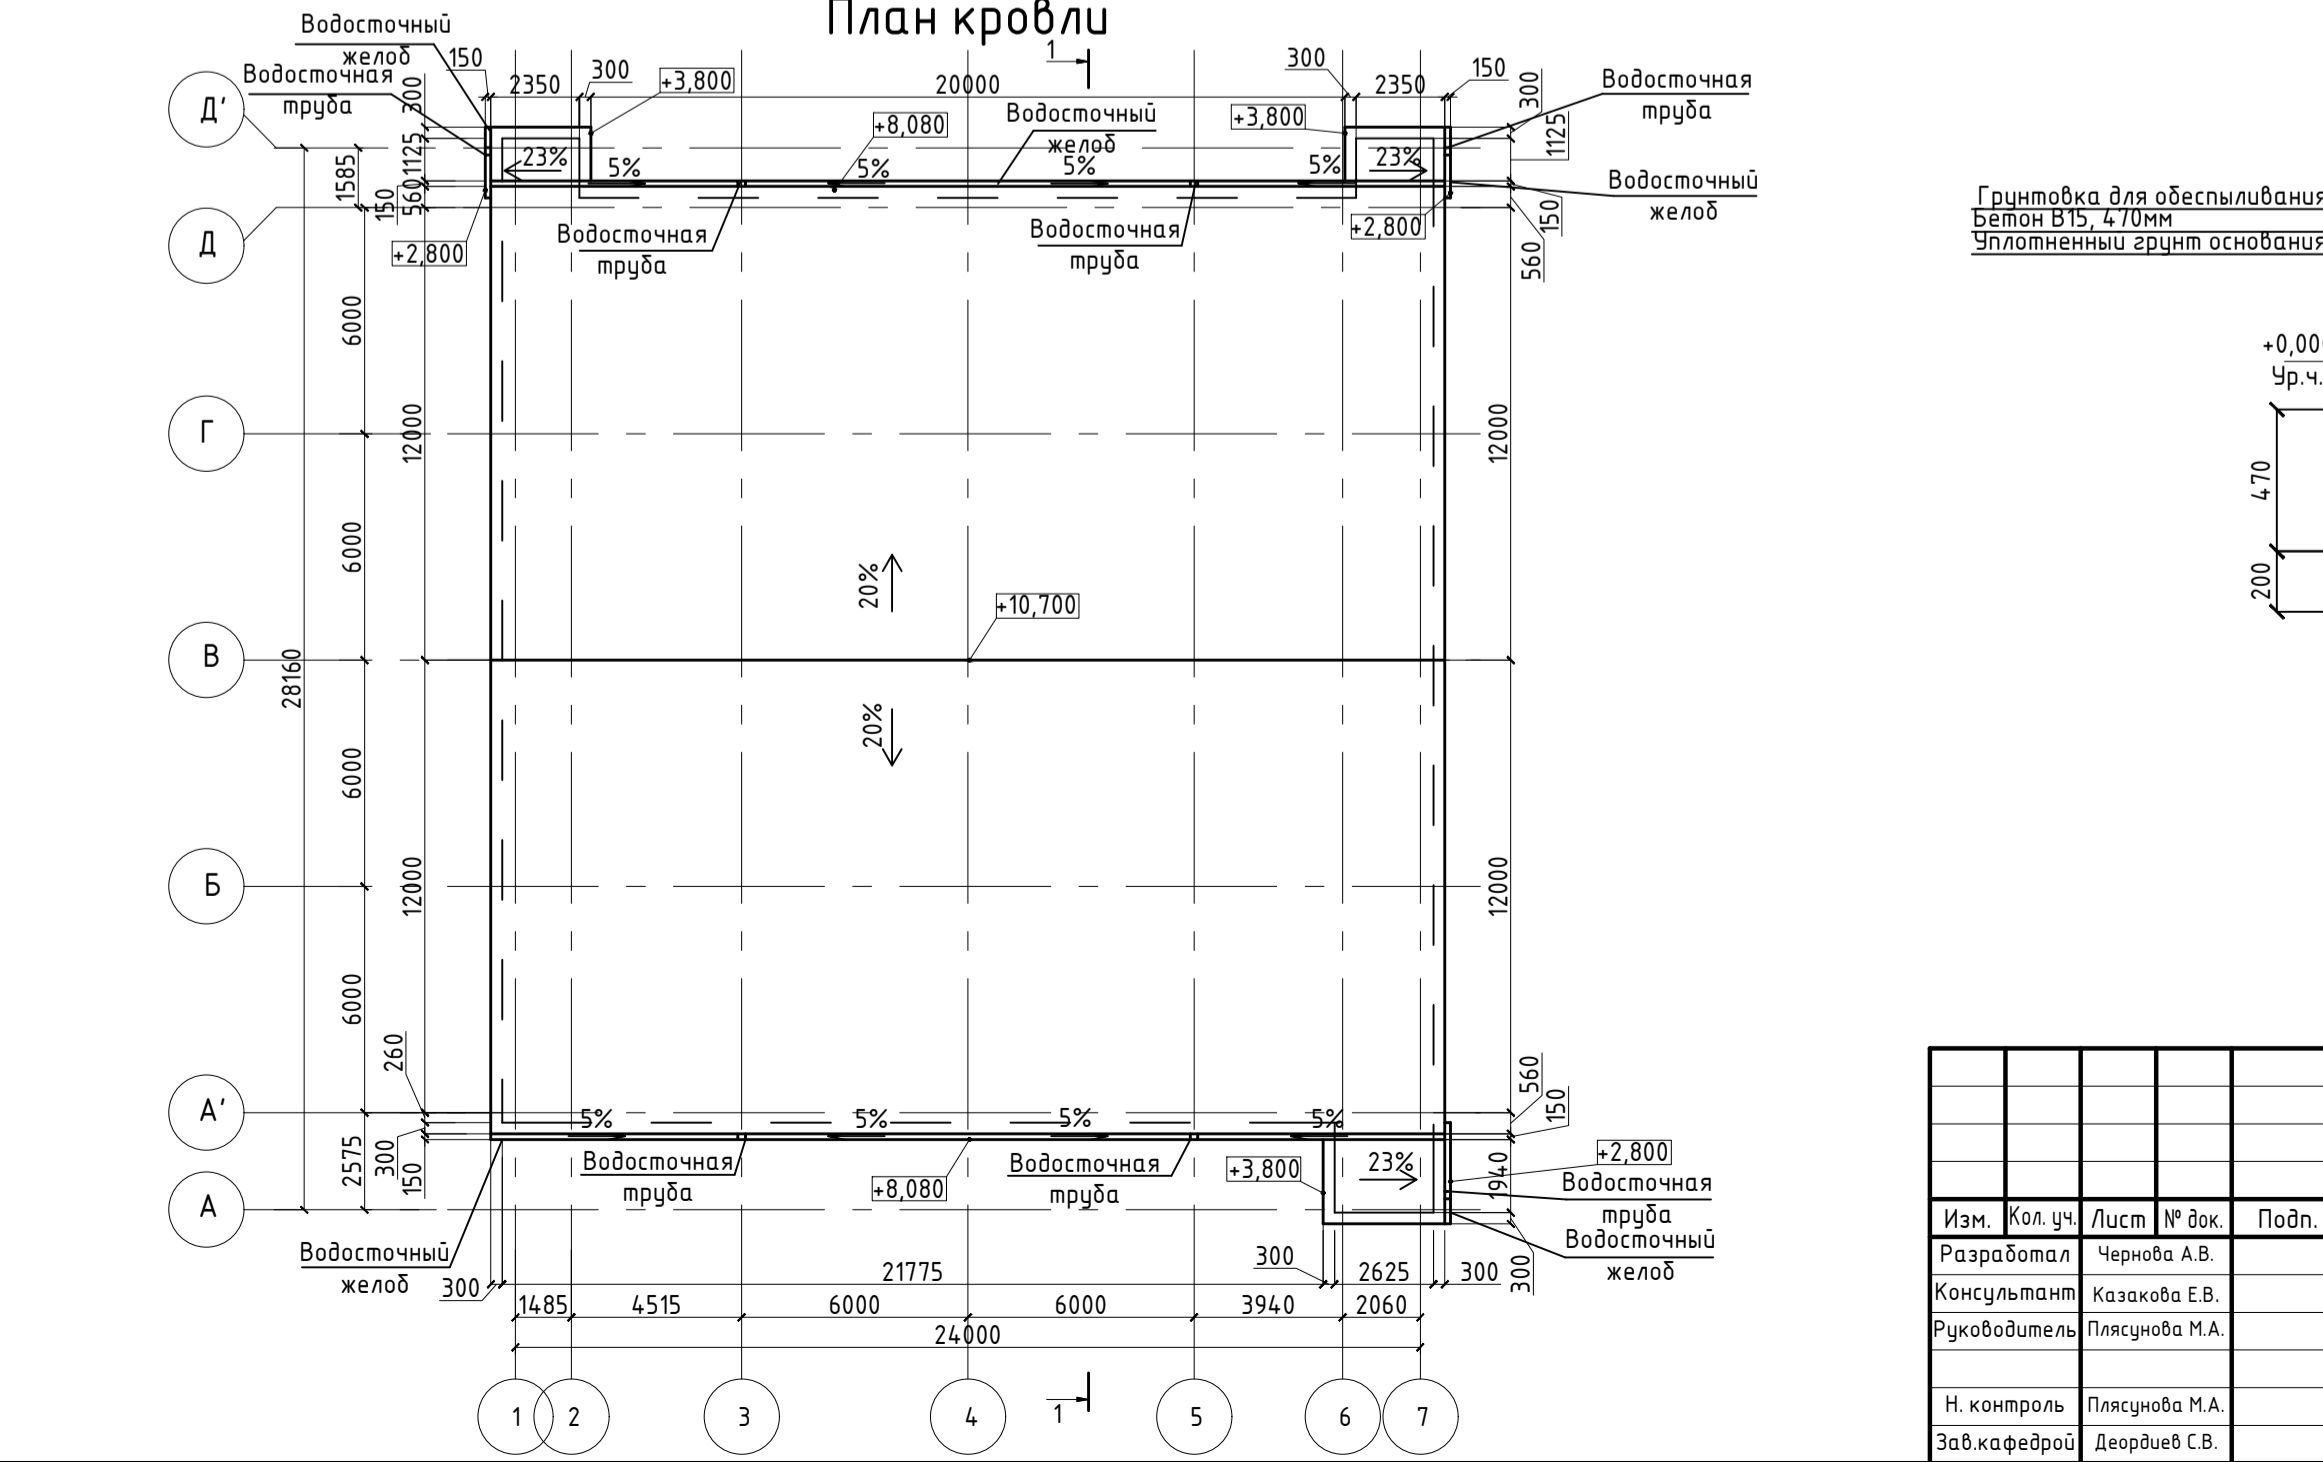 План кровли
Водосточный
желоб
Водосточная
труба
150
2350
300
+3,800
20000
1
300
2350
150
Водосточная
труба
300
300
1125
1125
Д'
+8,080
Водосточный
желоб
+3,800
23%
5%
5%
5%
5%
23%
1585
150
560
Водосточный
желоб
150
560
Д
+2,800
Водосточная
труба
Водосточная
труба
+2,800
Грунтовка для обеспыливания
Бетон В15, 470мм
Уплотненный грунт основания
6000
+0,00
Ур.ч.
Г
12000
12000
470
6000
200
20%
+10,700
В
28160
20%
6000
Б
12000
12000
6000
260
560
150
А'
5%
5%
5%
5%
2575
300
150
Водосточная
труба
+8,080
Водосточная
труба
+3,800
23%
1940
+2,800
Водосточная
труба
А
Водосточный
желоб
Водосточный
желоб
300
21775
300
2625
300
300
1485
4515
6000
6000
3940
2060
24000
1
2
3
4
1
5
6
7
Изм. Кол. уч. Лист № док. Подп.
Разработал Чернова А.В.
Консультант Казакова Е.В.
Руководитель Плясунова М.А.
Н. контроль Плясунова М.А.
Зав.кафедрой Деордиев С.В.